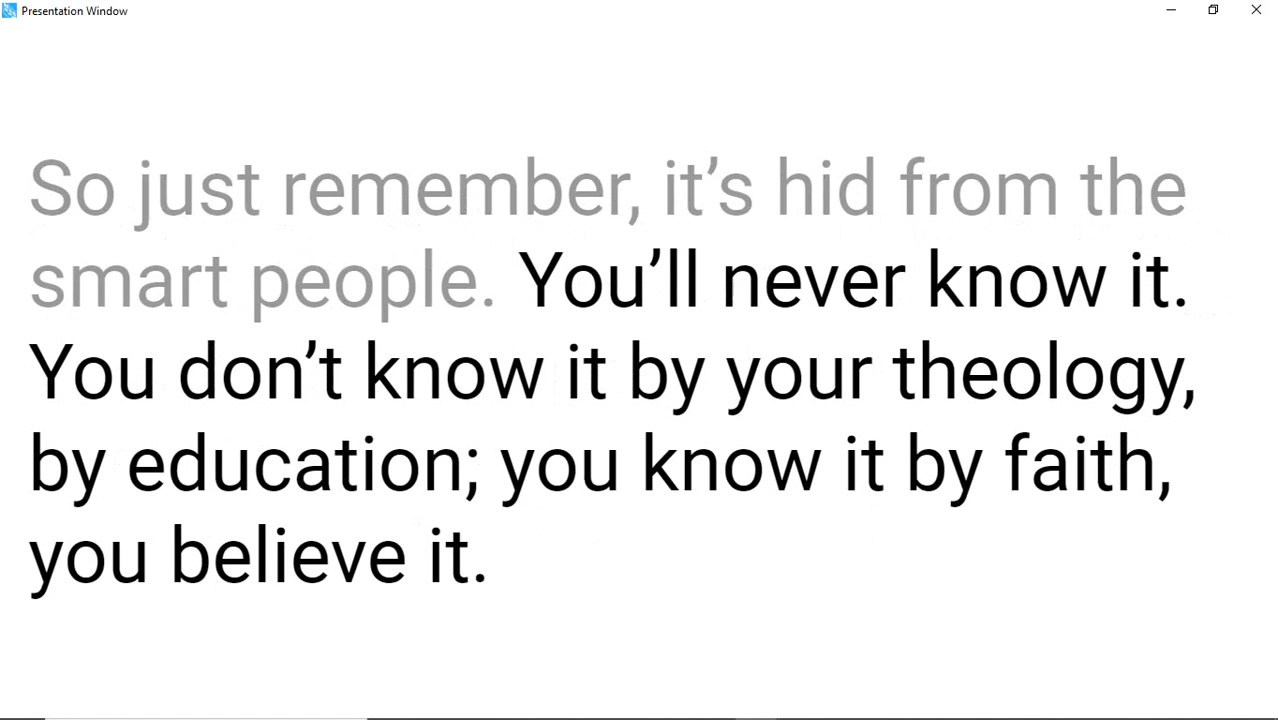 Presentation Window
So just remember, it’s hid from the
smart people. You’ll never know it.
You don’t know it by your theology,
by education; you know it by faith,
you believe it.